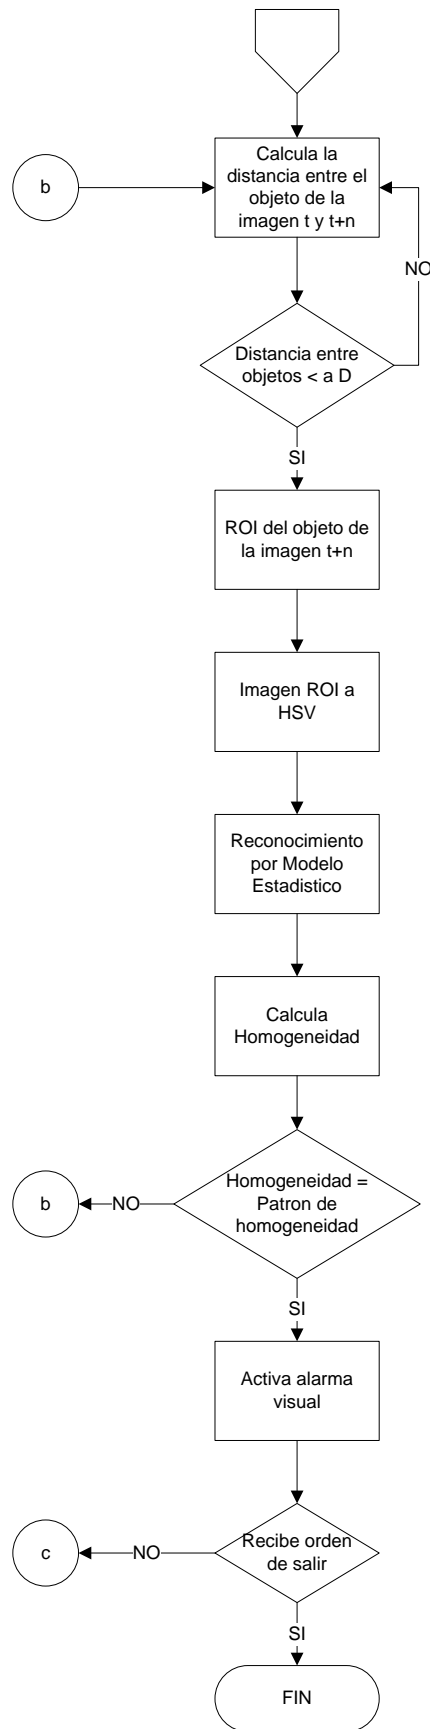 Calcula la
distancia entre el
objeto de la
imagen t y t+n
b
NO
Distancia entre
objetos < a D
SI
ROI del objeto de
la imagen t+n
Imagen ROI a
HSV
Reconocimiento
por Modelo
Estadistico
Calcula
Homogeneidad
Homogeneidad =
Patron de
homogeneidad
b
NO
SI
Activa alarma
visual
Recibe orden
de salir
c
NO
SI
FIN